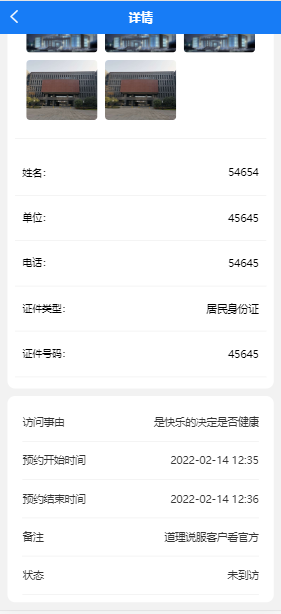 详情
姓名: 54654
单位: 45645
电话: 54645
证件类型: 居民身份证
证件号码: 45645
访问事由 是快乐的决定是否健康
预约开始时间 2022-02-14 12:35
预约结束时间 2022-02-14 12:36
备注 道理说服客户看官方
状态 未到访